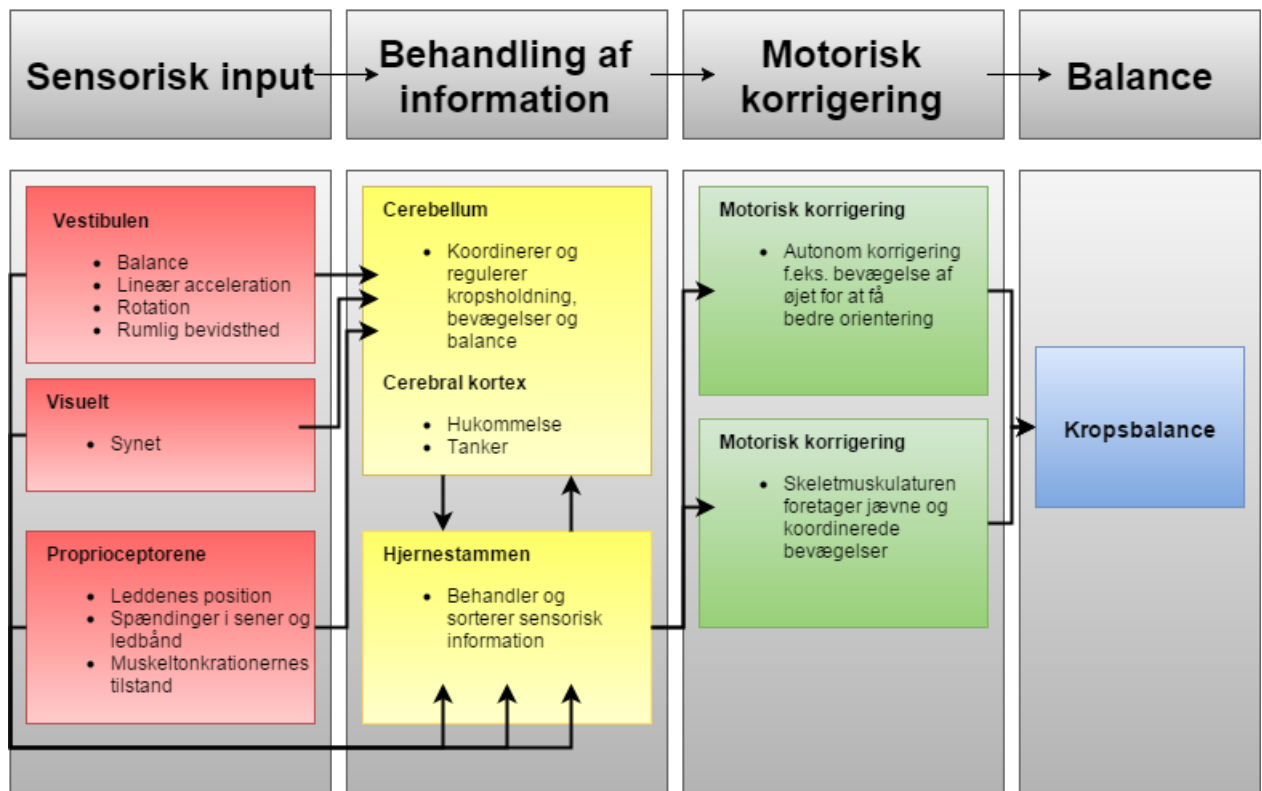 Sensorisk input
Behandling af
information
Motorisk
korrigering
Balance
Vestibulen
• Balance
• Lineær acceleration
• Rotation
• Rumlig bevidsthed
Visuelt
• Synet
Proprioceptorene
• Leddenes position
• Spændinger i sener og
ledbånd
• Muskeltonkrationernes
tilstand
Cerebellum
• Koordinerer og
regulerer
kropsholdning,
bevægelser og
balance
Cerebral kortex
• Hukommelse
• Tanker
Hjernestammen
• Behandler og
sorterer sensorisk
information
Motorisk korrigering
• Autonom korrigering
f.eks. bevægelse af
øjet for at få
bedre orientering
Motorisk korrigering
• Skeletmuskulaturen
foretager jævne og
koordinerede
bevægelser
Kropsbalance